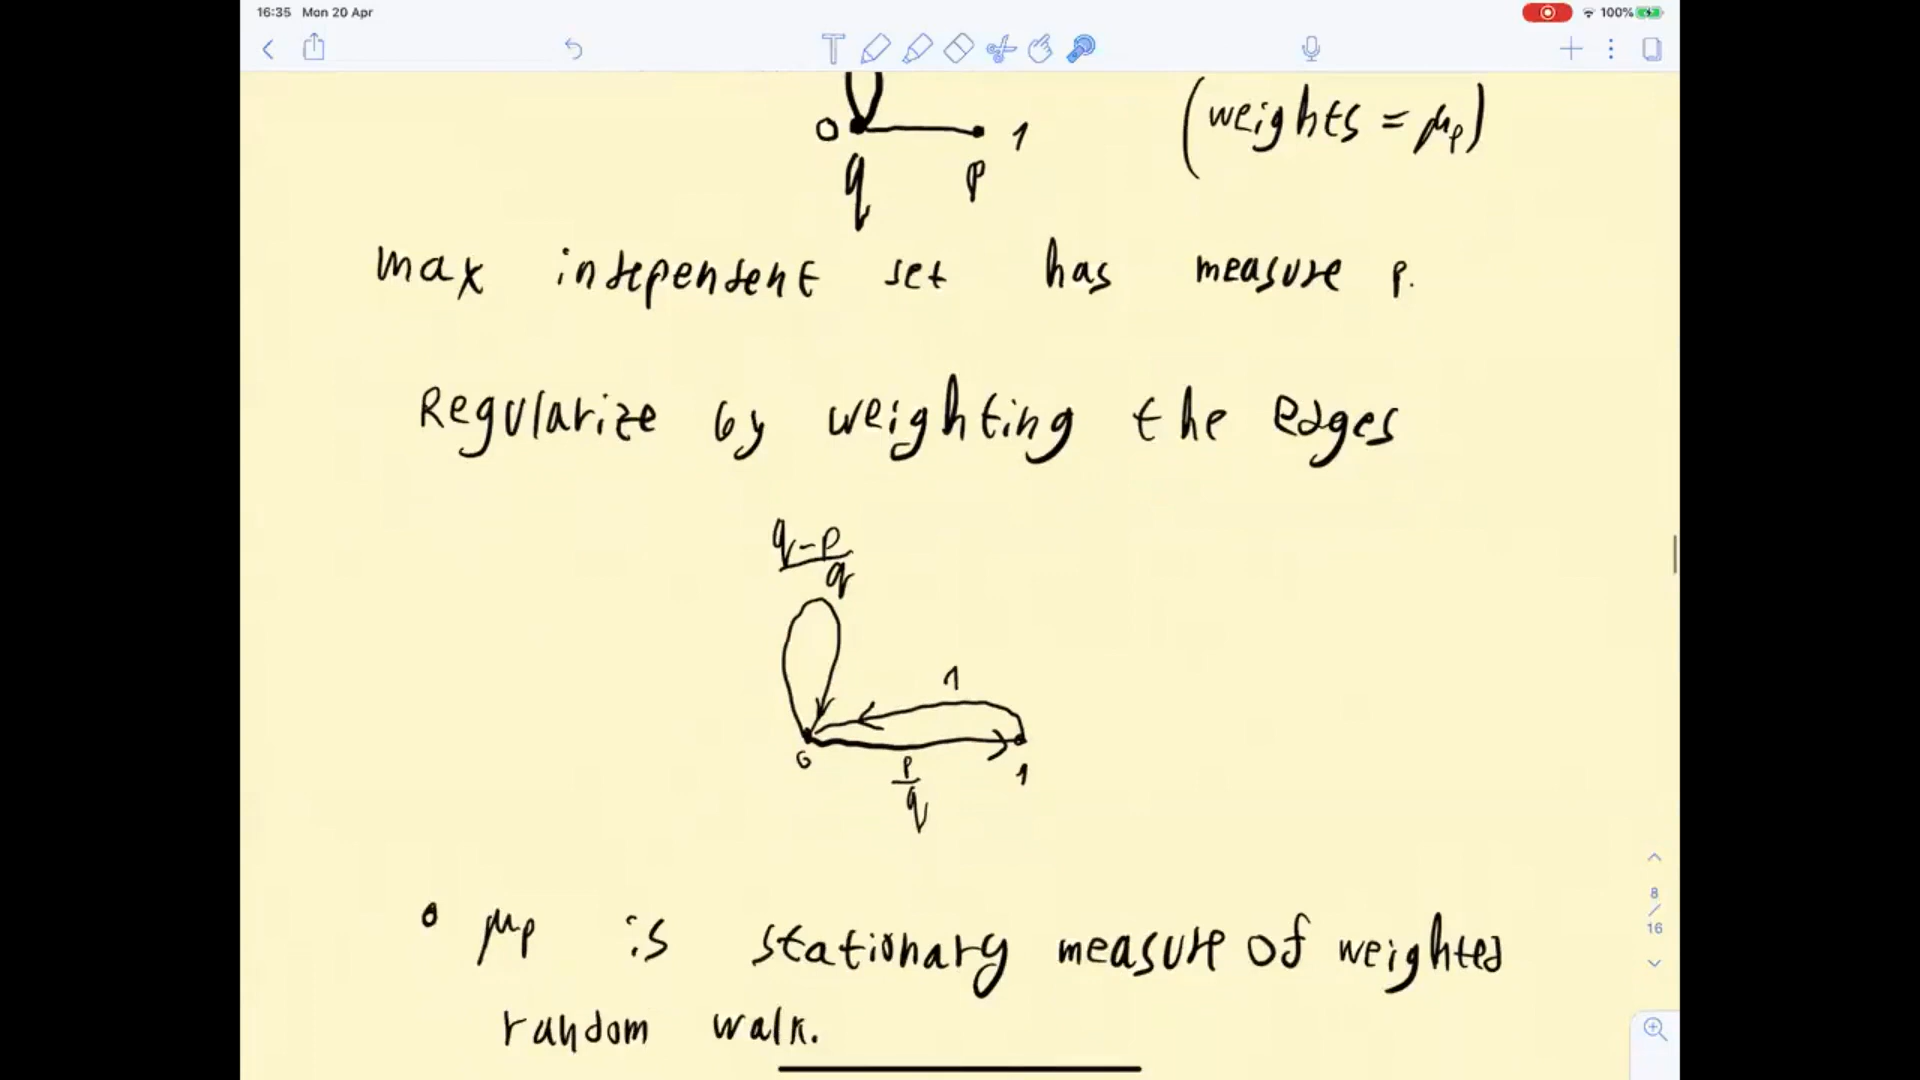 16:35 Mon 20 Apr
100%
T
0 1 (weights = μp)
q p
max independent set has measure p.
Regularize by weighting the edges
q-p/q
1
0 p/q 1
8/16
• μp is stationary measure of weighted
random walk.